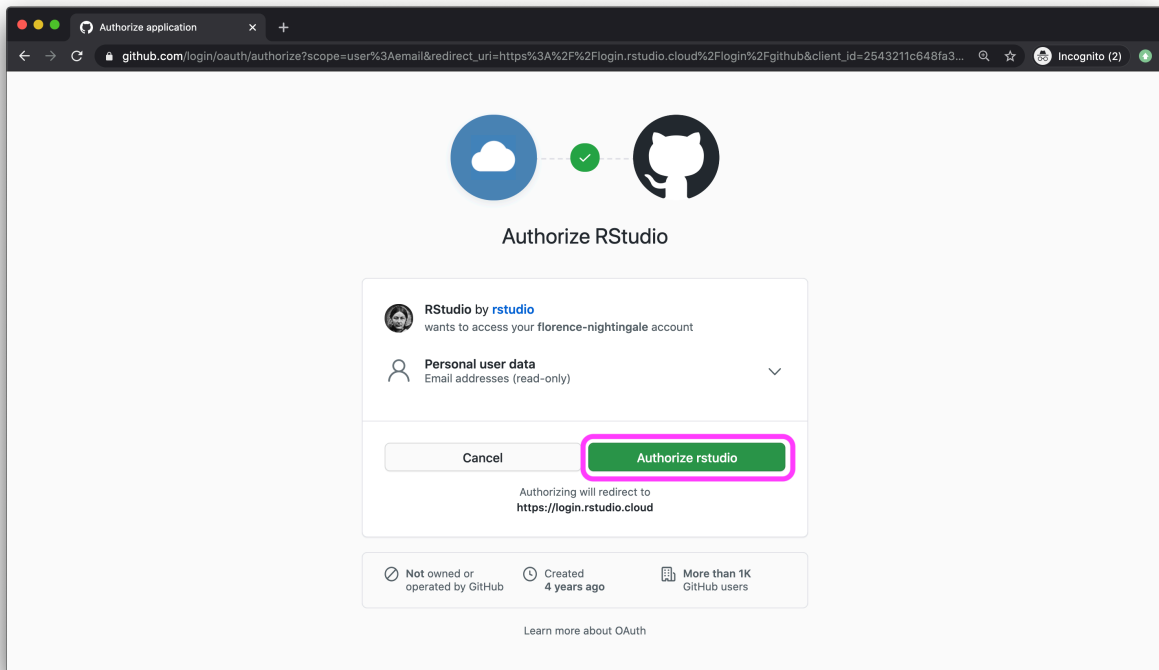 Authorize application
github.com/login/oauth/authorize?scope=user%3Aemail&redirect_uri=https%3A%2F%2Flogin.rstudio.cloud%2Flogin%2Fgithub&client_id=2543211c648fa3...
Incognito (2)
Authorize RStudio
RStudio by rstudio
wants to access your florence-nightingale account
Personal user data
Email addresses (read-only)
Cancel
Authorize rstudio
Authorizing will redirect to
https://login.rstudio.cloud
Not owned or
operated by GitHub
Created
4 years ago
More than 1K
GitHub users
Learn more about OAuth